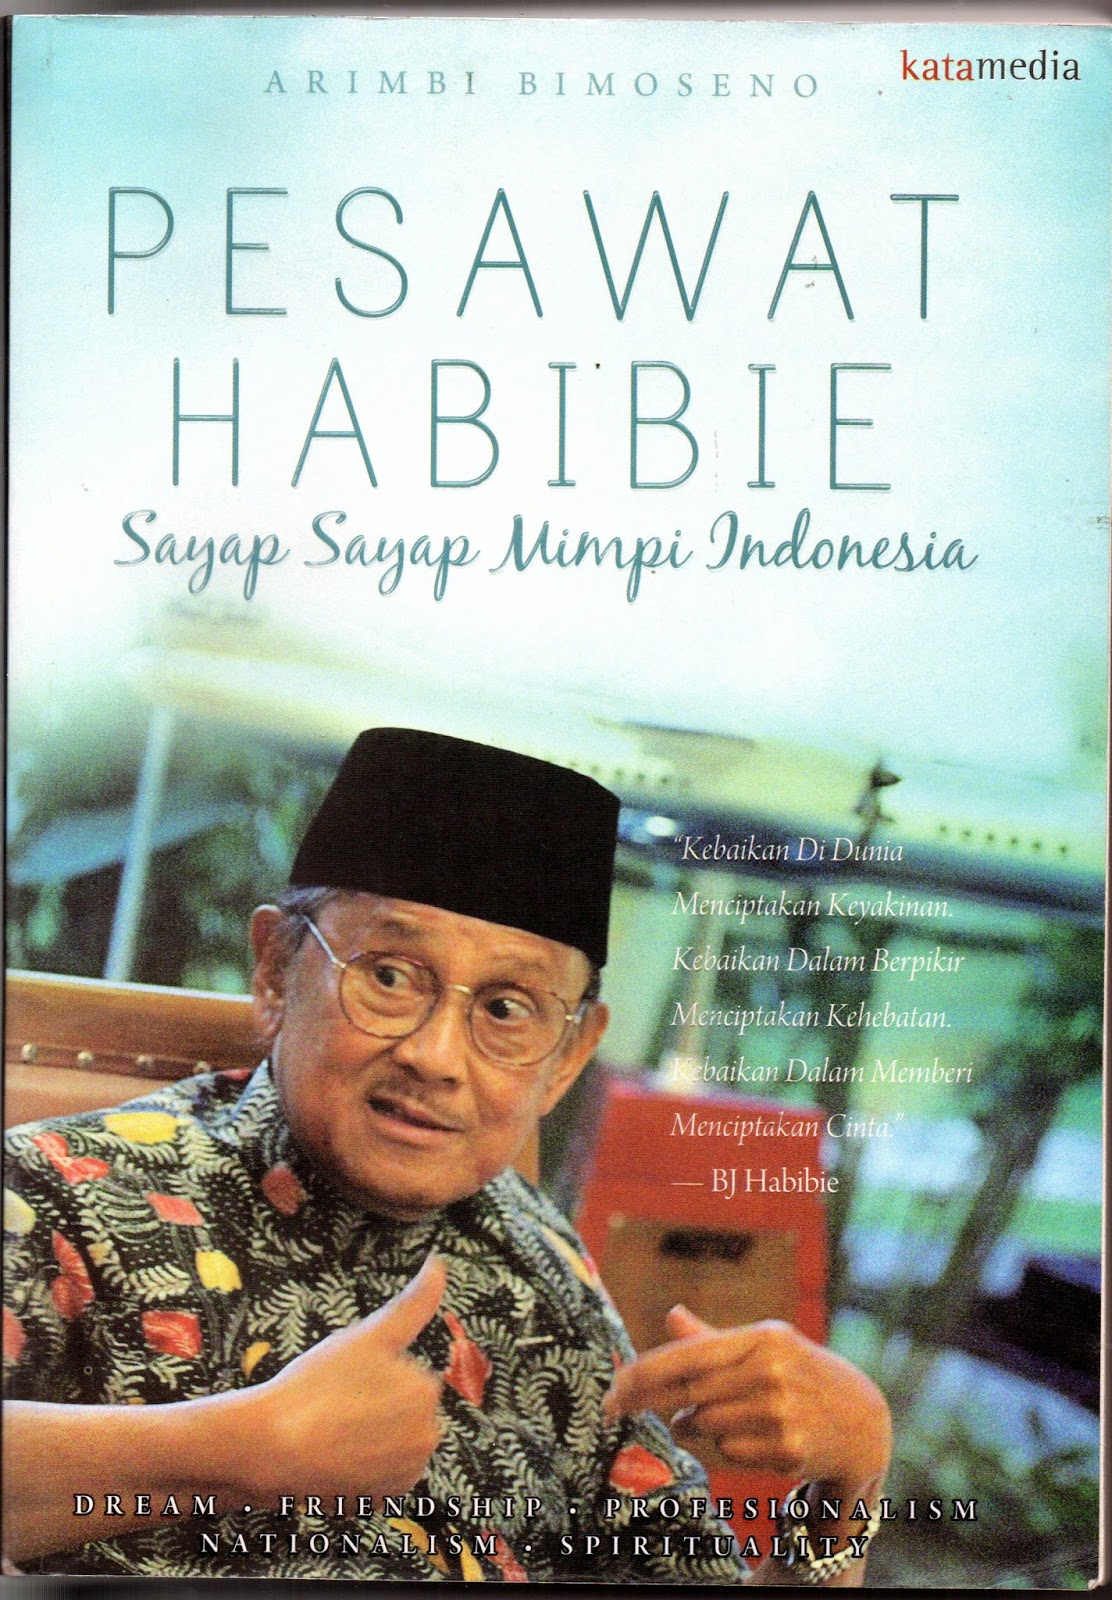 katamedia
ARIMBI BIMOSENO
PESAWAT
HABIBIE
Sayap Sayap Mimpi Indonesia
"Kebaikan Di Dunia
Menciptakan Keyakinan.
Kebaikan Dalam Berpikir
Menciptakan Kehebatan.
Kebaikan Dalam Memberi
Menciptakan Cinta."
— BJ Habibie
DREAM • FRIENDSHIP • PROFESIONALISM
NATIONALISM • SPIRITUALITY